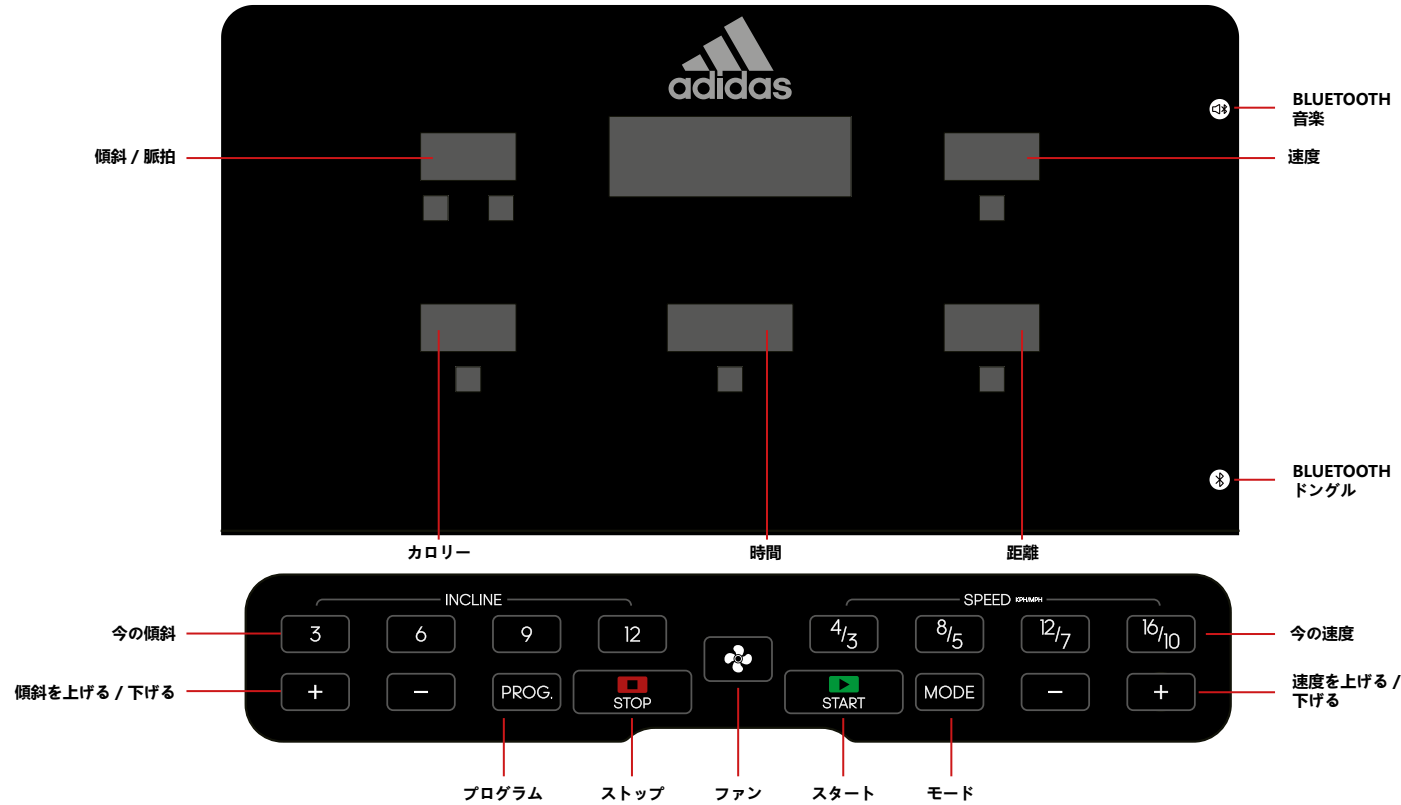 adidas
BLUETOOTH
音楽
傾斜 / 脈拍
速度
BLUETOOTH
ドングル
カロリー
時間
距離
INCLINE
SPEED KPH/MPH
今の傾斜
3
6
9
12
4/3
8/5
12/7
16/10
今の速度
傾斜を上げる / 下げる
+
−
PROG.
STOP
START
MODE
−
+
速度を上げる /
下げる
プログラム
ストップ
ファン
スタート
モード